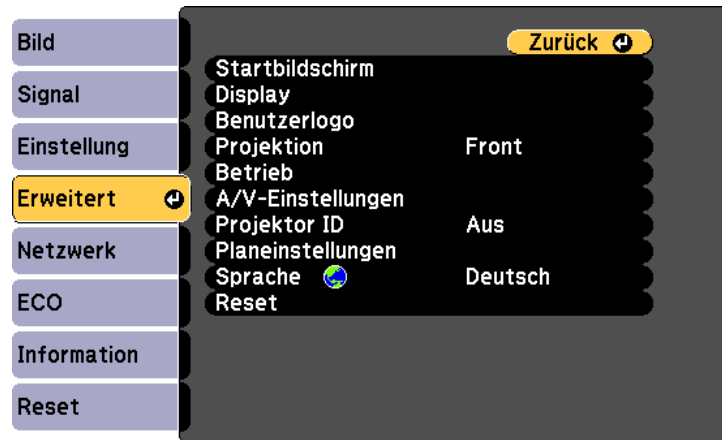 Bild
Signal
Einstellung
Erweitert
Netzwerk
ECO
Information
Reset
Zurück
Startbildschirm
Display
Benutzerlogo
Projektion Front
Betrieb
A/V-Einstellungen
Projektor ID Aus
Planeinstellungen
Sprache Deutsch
Reset